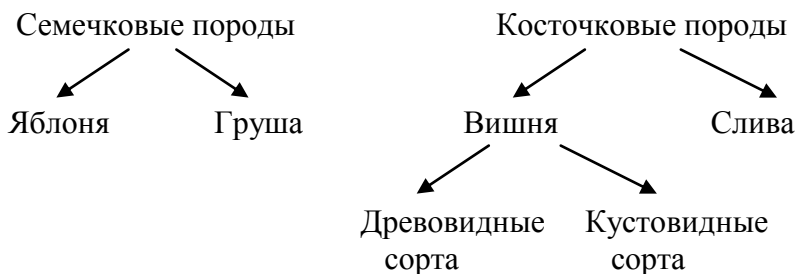 Семечковые породы Косточковые породы
Яблоня Груша Вишня Слива
Древовидные Кустовидные
сорта сорта